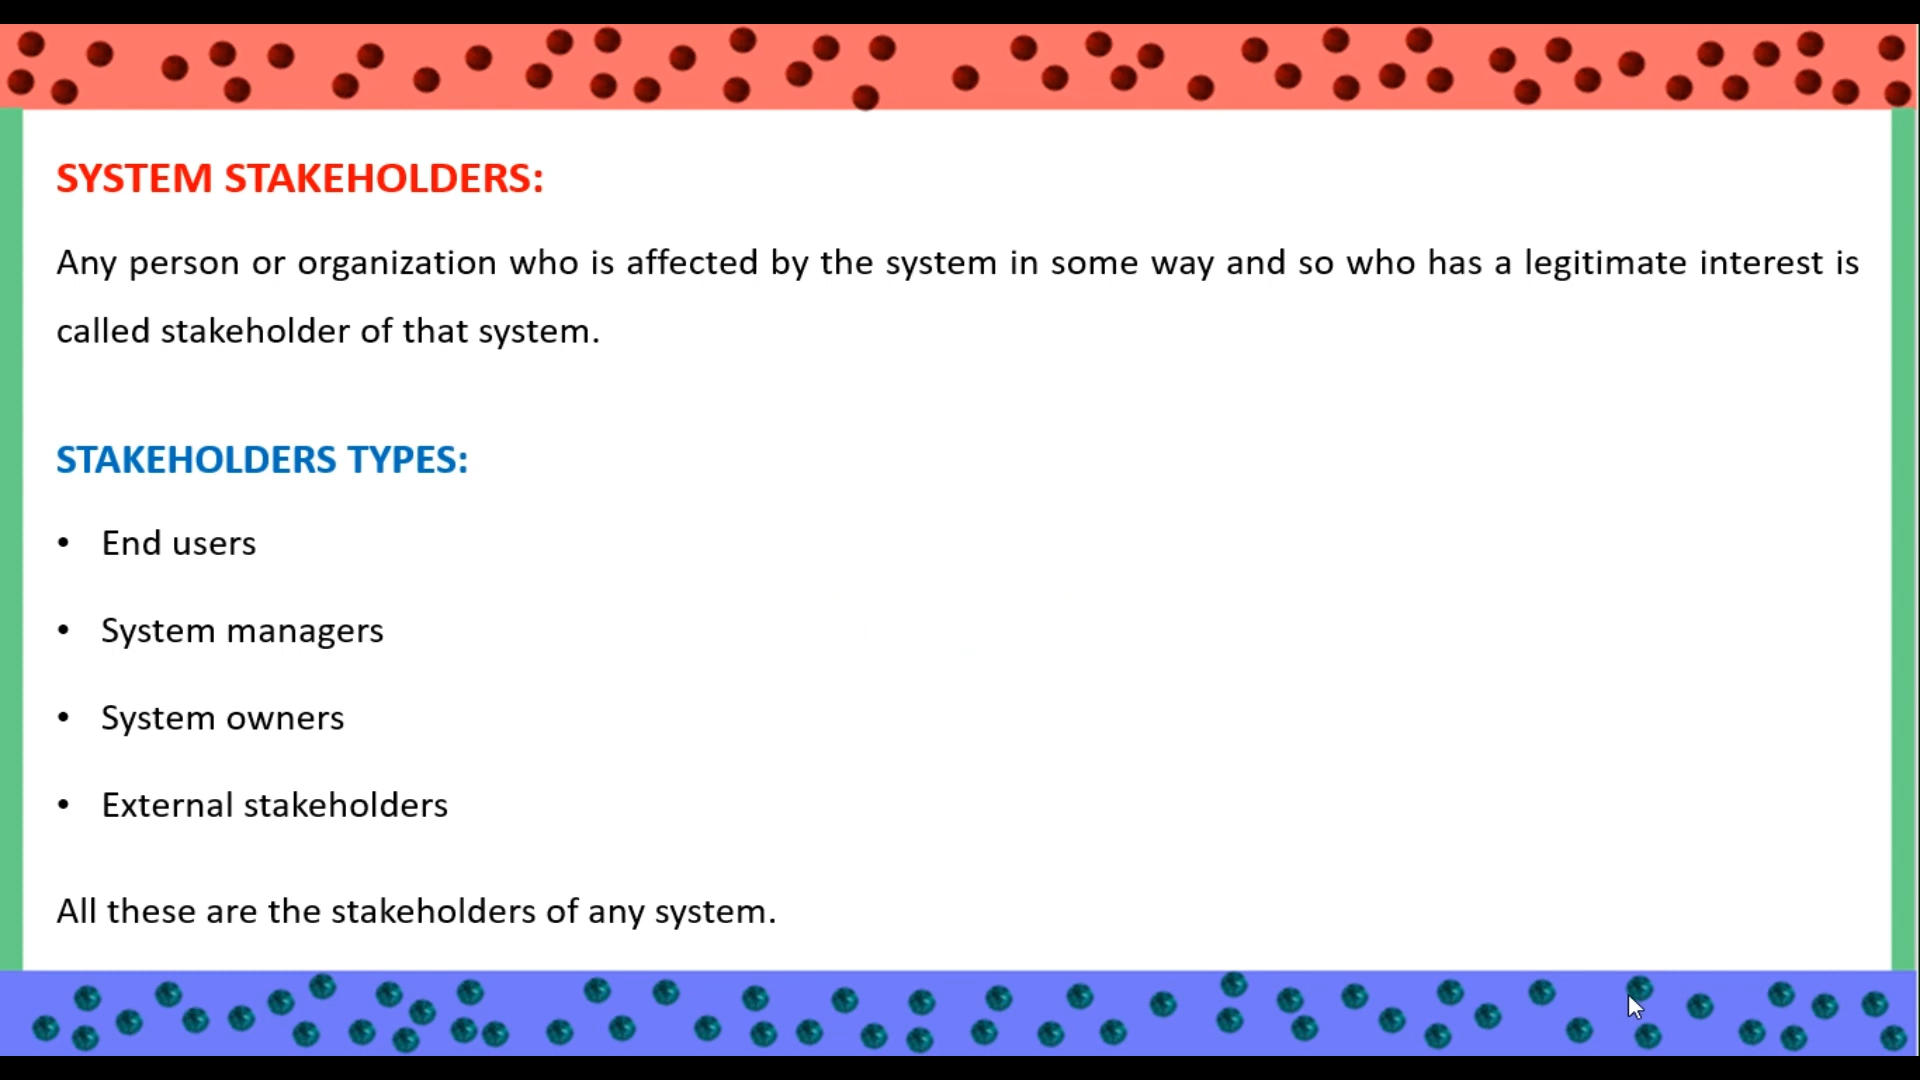 SYSTEM STAKEHOLDERS:
Any person or organization who is affected by the system in some way and so who has a legitimate interest is
called stakeholder of that system.
STAKEHOLDERS TYPES:
• End users
• System managers
• System owners
• External stakeholders
All these are the stakeholders of any system.